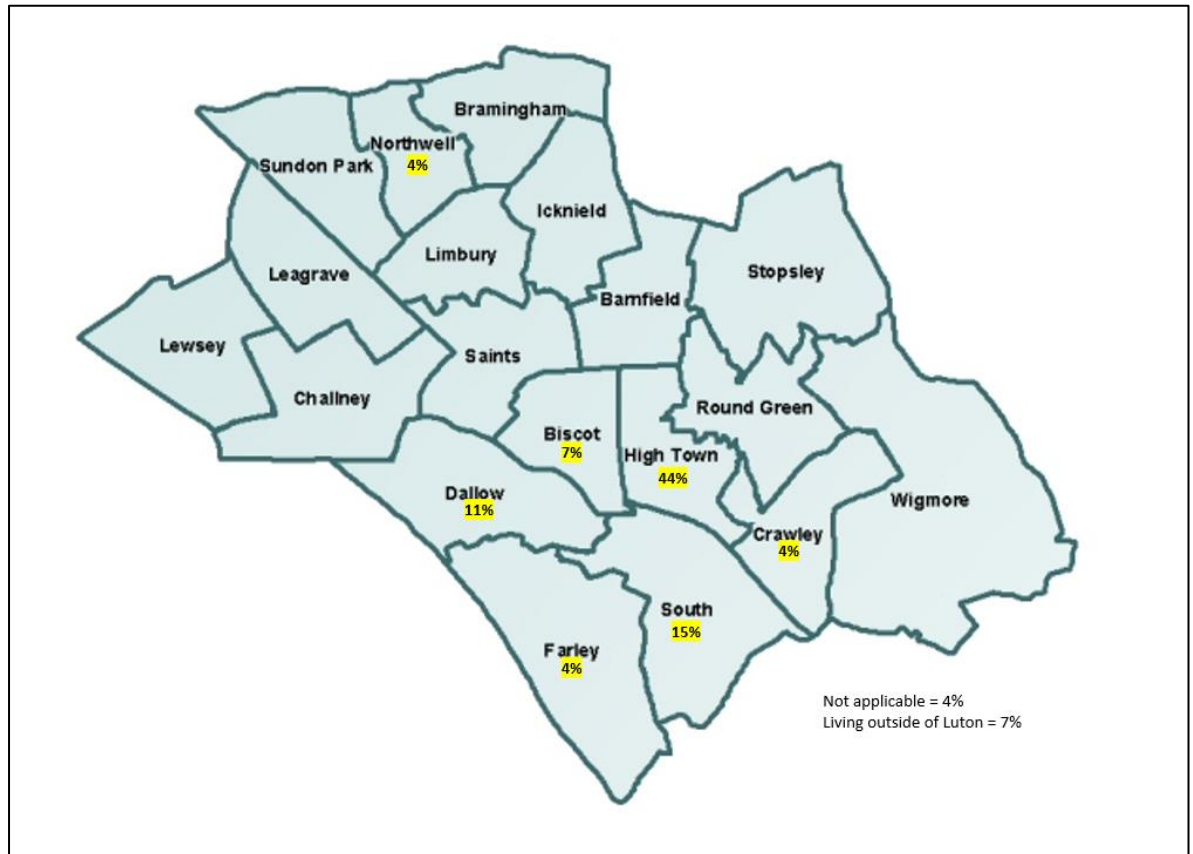 Bramingham
Northwell
4%
Sundon Park
Icknield
Limbury
Stopsley
Leagrave
Barnfield
Lewsey
Saints
Challney
Round Green
Biscot
7%
High Town
44%
Dallow
11%
Wigmore
Crawley
4%
South
15%
Farley
4%
Not applicable = 4%
Living outside of Luton = 7%